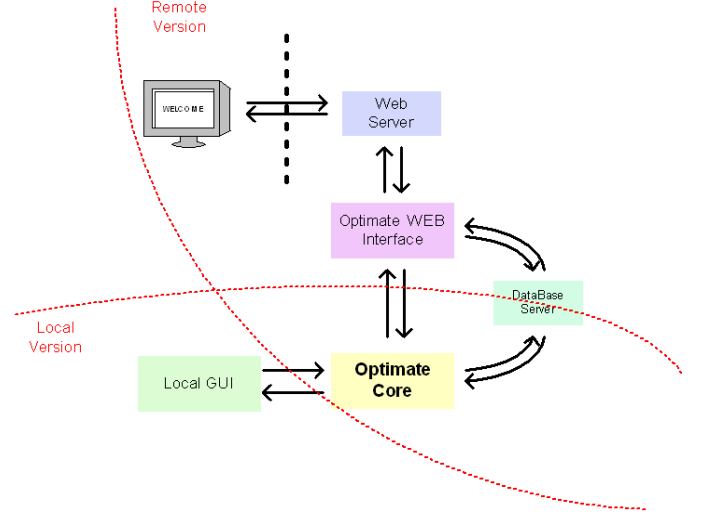 Remote
Version
WELCOME
Web
Server
Optimate WEB
Interface
DataBase
Server
Local
Version
Local GUI
Optimate
Core